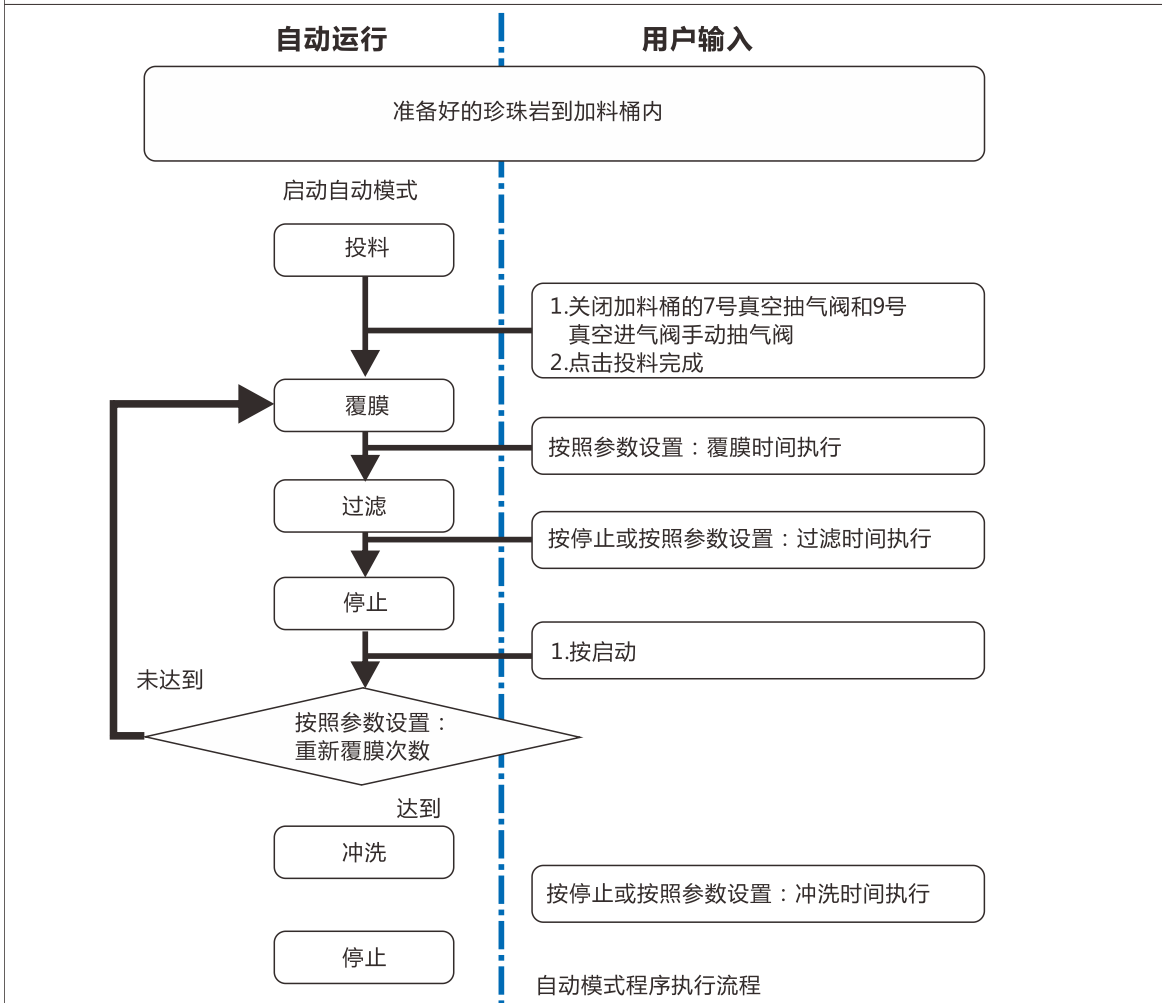 自动运行
用户输入
准备好的珍珠岩到加料桶内
启动自动模式
投料
1.关闭加料桶的7号真空抽气阀和9号
真空进气阀手动抽气阀
2.点击投料完成
覆膜
按照参数设置：覆膜时间执行
过滤
按停止或按照参数设置：过滤时间执行
停止
1.按启动
未达到
按照参数设置：
重新覆膜次数
达到
冲洗
按停止或按照参数设置：冲洗时间执行
停止
自动模式程序执行流程